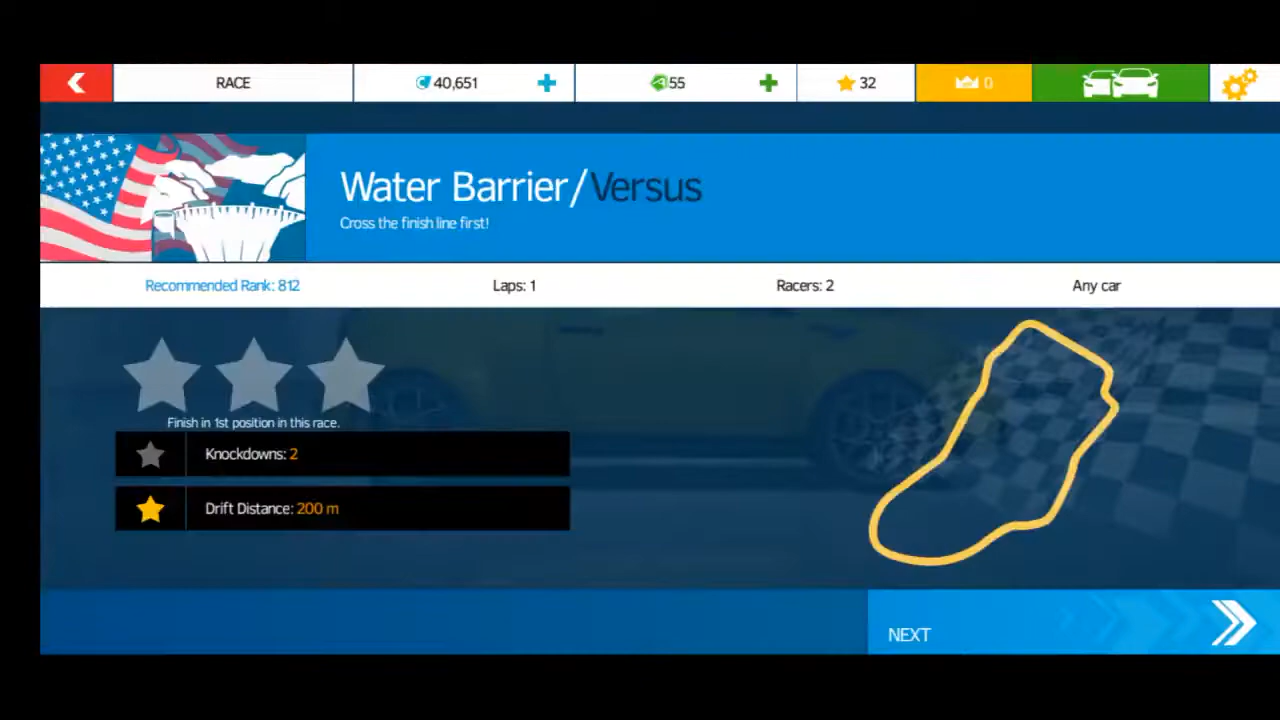 RACE
40,651
55
32
0
Water Barrier/Versus
Cross the finish line first!
Recommended Rank: 812
Laps: 1
Racers: 2
Any car
Finish in 1st position in this race.
Knockdowns: 2
Drift Distance: 200 m
NEXT